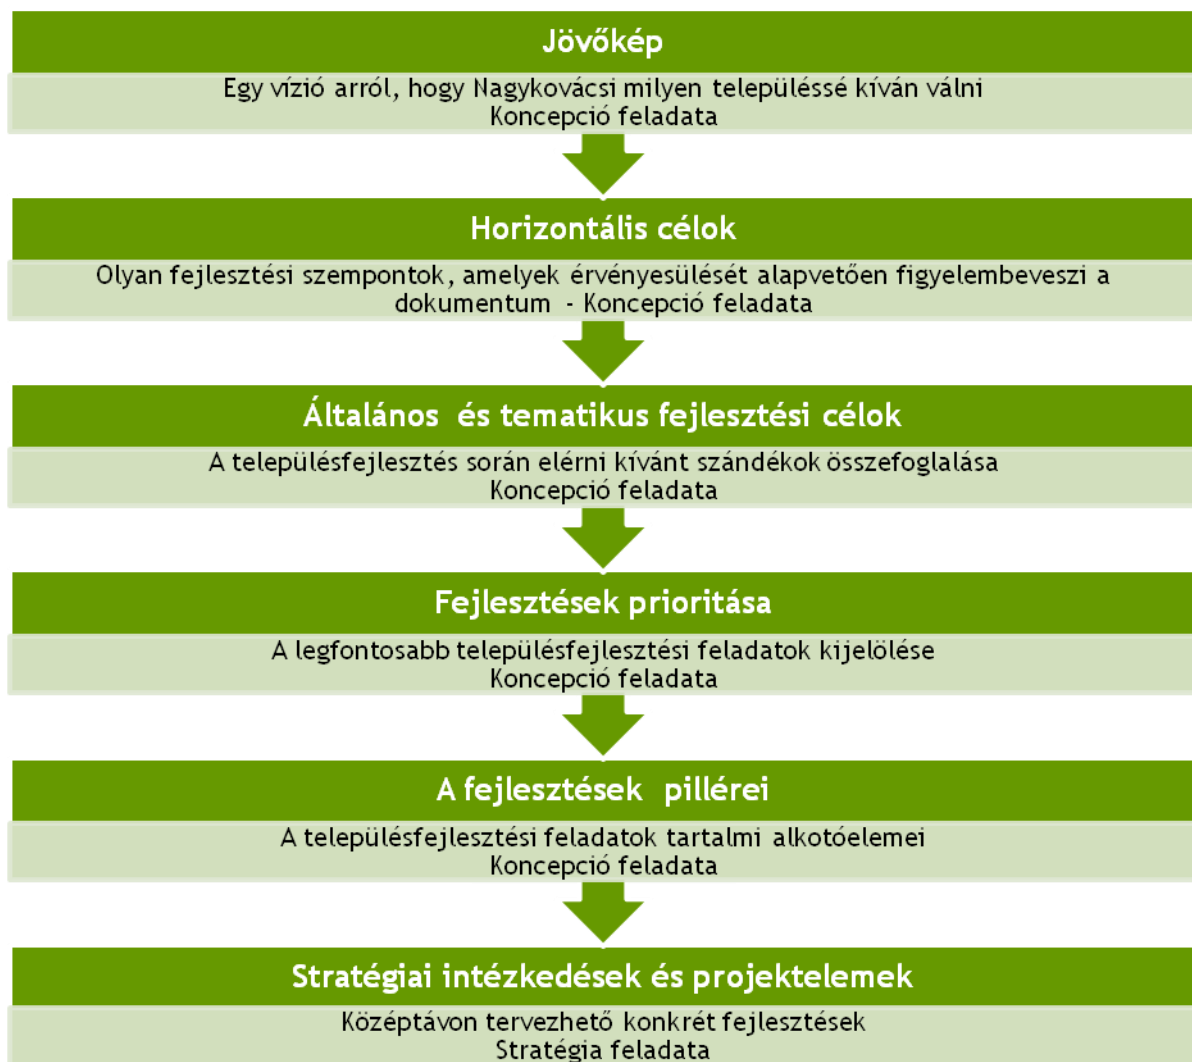 Jövőkép
Egy vízió arról, hogy Nagykovácsi milyen településsé kíván válni
Koncepció feladata
Horizontális célok
Olyan fejlesztési szempontok, amelyek érvényesülését alapvetően figyelembeveszi a
dokumentum - Koncepció feladata
Általános és tematikus fejlesztési célok
A településfejlesztés során elérni kívánt szándékok összefoglalása
Koncepció feladata
Fejlesztések prioritása
A legfontosabb településfejlesztési feladatok kijelölése
Koncepció feladata
A fejlesztések pillérei
A településfejlesztési feladatok tartalmi alkotóelemei
Koncepció feladata
Stratégiai intézkedések és projektelemek
Középtávon tervezhető konkrét fejlesztések
Stratégia feladata